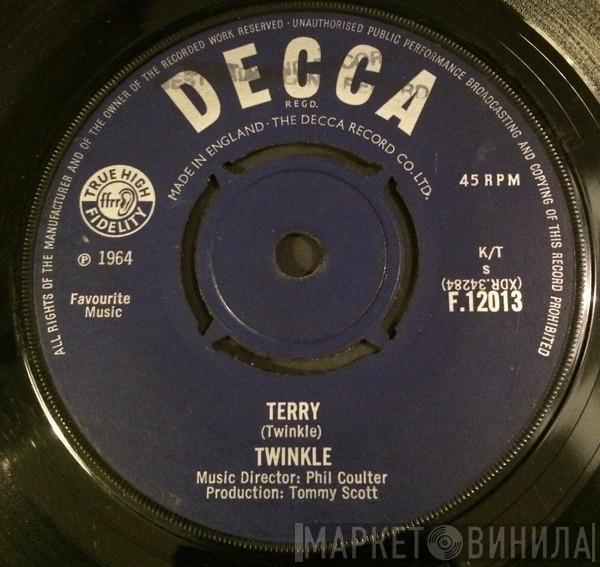 ALL RIGHTS OF THE MANUFACTURER AND OF THE OWNER OF THE RECORDED WORK RESERVED · UNAUTHORISED PUBLIC PERFORMANCE BROADCASTING AND COPYING OF THIS RECORD PROHIBITED
DECCA
REGD.
MADE IN ENGLAND · THE DECCA RECORD CO. LTD.
TRUE HIGH
ffrr
FIDELITY
℗ 1964
Favourite
Music
45 RPM
K/T
s
(XDR.34284)
F.12013
TERRY
(Twinkle)
TWINKLE
Music Director: Phil Coulter
Production: Tommy Scott
МАРКЕТ ВИНИЛА